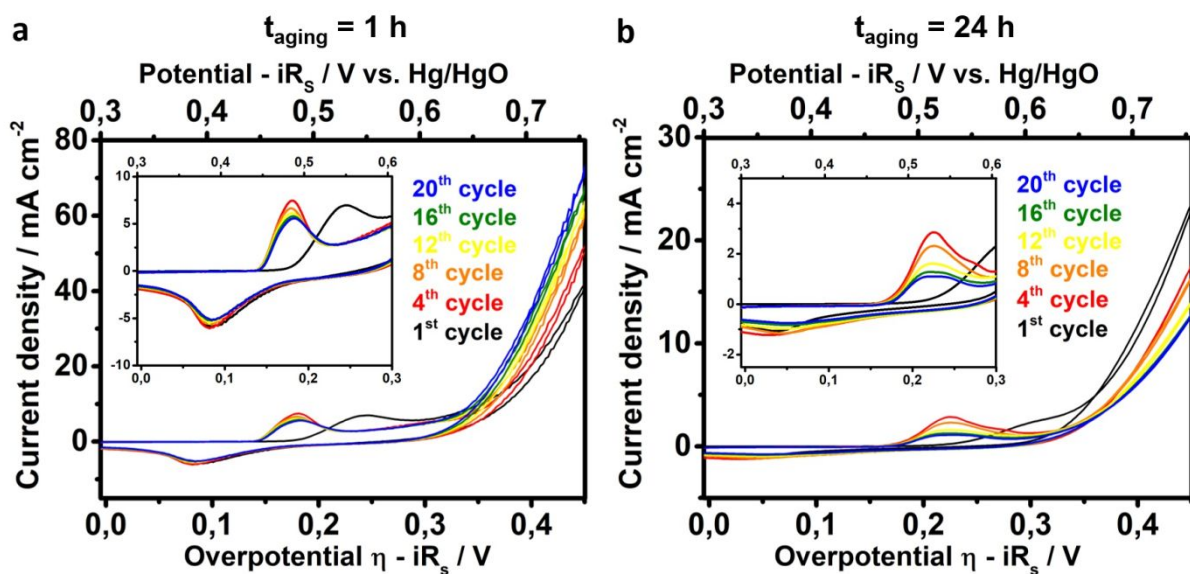 a
t_aging = 1 h
Potential - iR_S / V vs. Hg/HgO
0,3 0,4 0,5 0,6 0,7
80
60
40
20
0
Current density / mA cm⁻²
0,3 0,4 0,5 0,6
10
5
0
-5
-10
0,0 0,1 0,2 0,3
20th cycle
16th cycle
12th cycle
8th cycle
4th cycle
1st cycle
0,0 0,1 0,2 0,3 0,4
Overpotential η - iR_s / V
b
t_aging = 24 h
Potential - iR_S / V vs. Hg/HgO
0,3 0,4 0,5 0,6 0,7
30
20
10
0
Current density / mA cm⁻²
0,3 0,4 0,5 0,6
4
2
0
-2
0,0 0,1 0,2 0,3
20th cycle
16th cycle
12th cycle
8th cycle
4th cycle
1st cycle
0,0 0,1 0,2 0,3 0,4
Overpotential η - iR_s / V